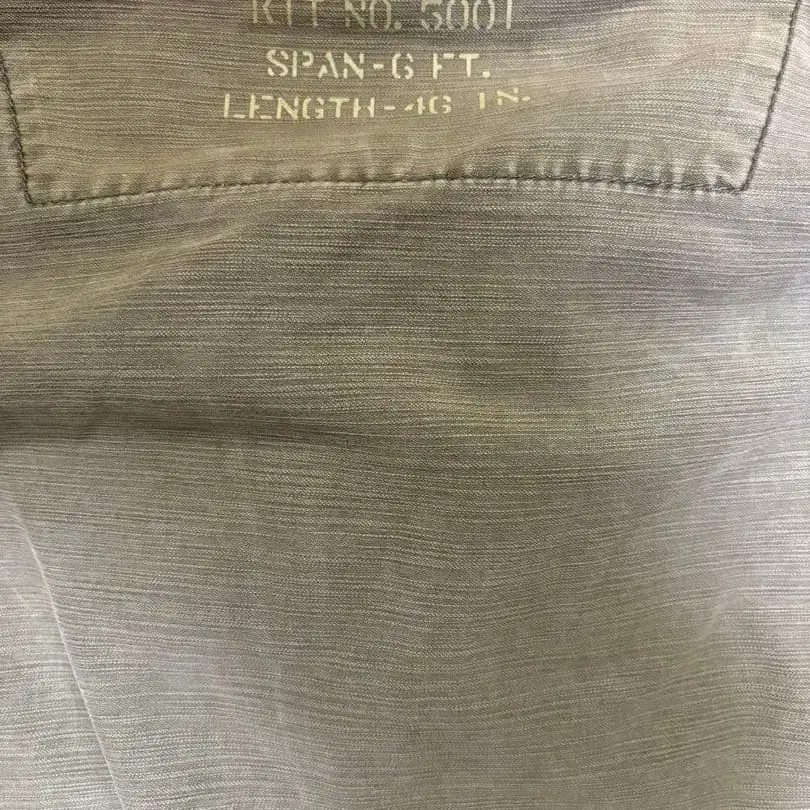 KIT NO. 5001
SPAN-6 FT.
LENGTH-46 IN.